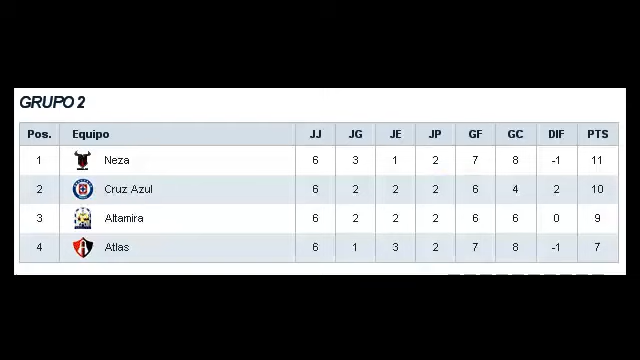 GRUPO 2
Pos. Equipo JJ JG JE JP GF GC DIF PTS
1 Neza 6 3 1 2 7 8 -1 11
2 Cruz Azul 6 2 2 2 6 4 2 10
3 Altamira 6 2 2 2 6 6 0 9
4 Atlas 6 1 3 2 7 8 -1 7